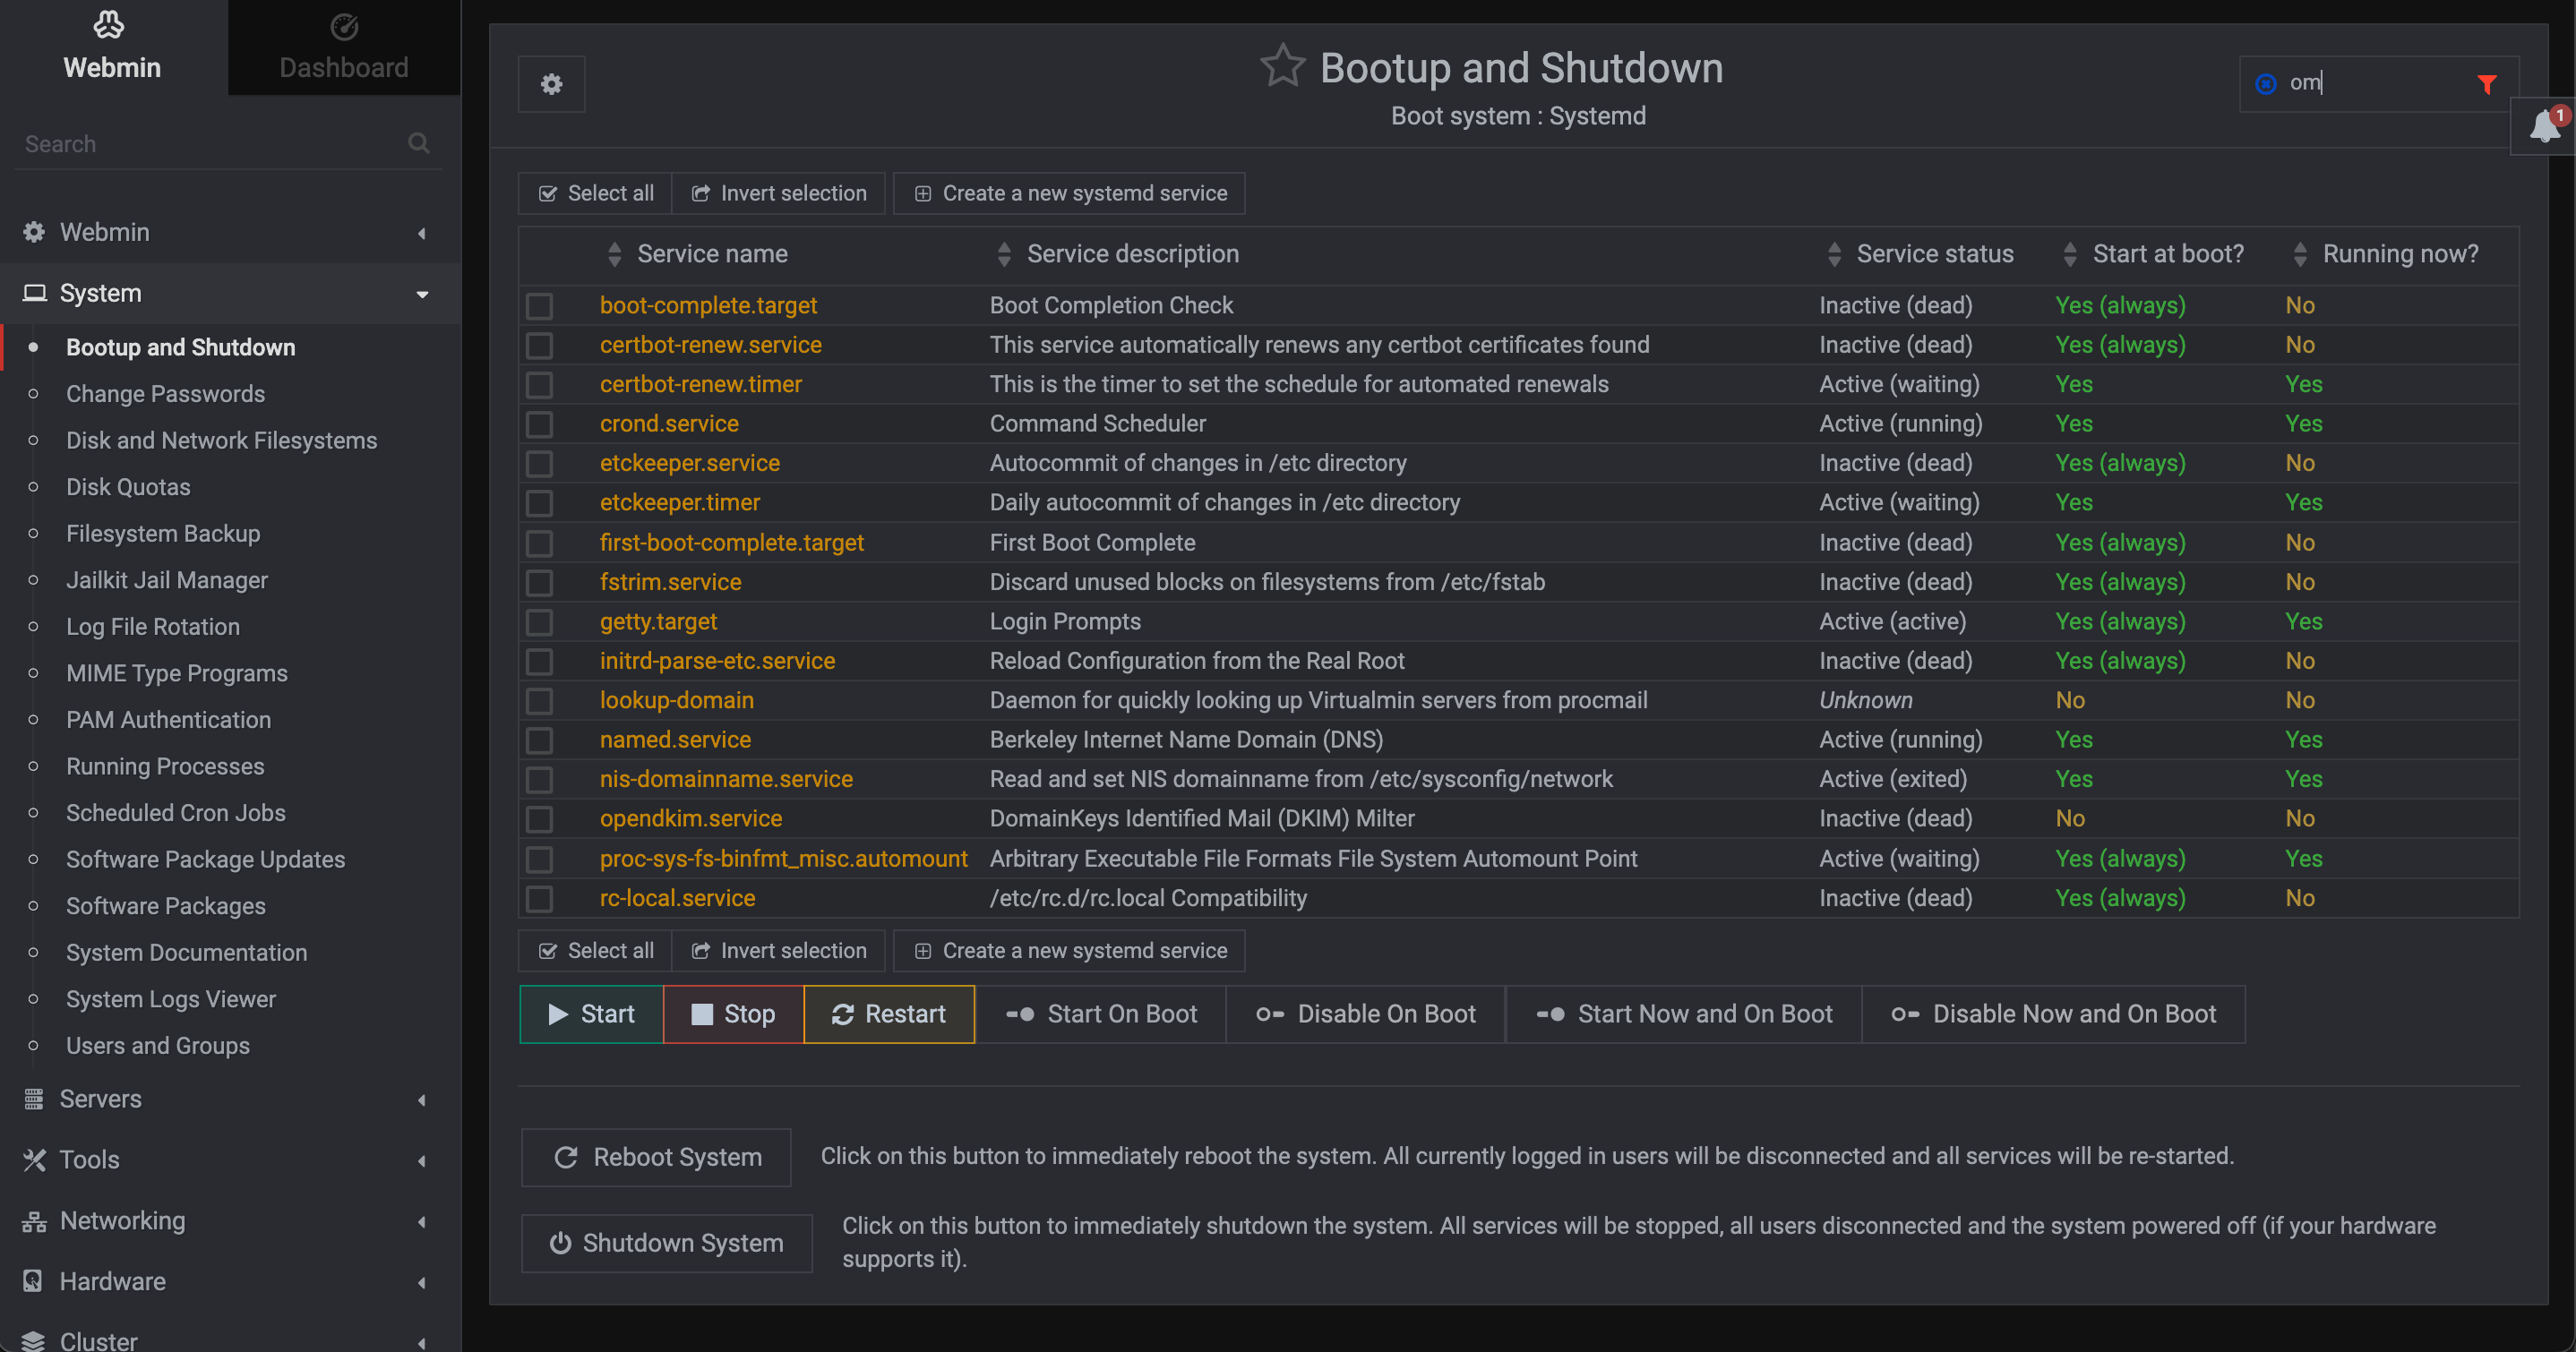 Webmin
Dashboard
Search
Webmin
System
Bootup and Shutdown
Change Passwords
Disk and Network Filesystems
Disk Quotas
Filesystem Backup
Jailkit Jail Manager
Log File Rotation
MIME Type Programs
PAM Authentication
Running Processes
Scheduled Cron Jobs
Software Package Updates
Software Packages
System Documentation
System Logs Viewer
Users and Groups
Servers
Tools
Networking
Hardware
Cluster
Bootup and Shutdown
Boot system : Systemd
om
1
Select all Invert selection Create a new systemd service
Service name Service description Service status Start at boot? Running now?
boot-complete.target Boot Completion Check Inactive (dead) Yes (always) No
certbot-renew.service This service automatically renews any certbot certificates found Inactive (dead) Yes (always) No
certbot-renew.timer This is the timer to set the schedule for automated renewals Active (waiting) Yes Yes
crond.service Command Scheduler Active (running) Yes Yes
etckeeper.service Autocommit of changes in /etc directory Inactive (dead) Yes (always) No
etckeeper.timer Daily autocommit of changes in /etc directory Active (waiting) Yes Yes
first-boot-complete.target First Boot Complete Inactive (dead) Yes (always) No
fstrim.service Discard unused blocks on filesystems from /etc/fstab Inactive (dead) Yes (always) No
getty.target Login Prompts Active (active) Yes (always) Yes
initrd-parse-etc.service Reload Configuration from the Real Root Inactive (dead) Yes (always) No
lookup-domain Daemon for quickly looking up Virtualmin servers from procmail Unknown No No
named.service Berkeley Internet Name Domain (DNS) Active (running) Yes Yes
nis-domainname.service Read and set NIS domainname from /etc/sysconfig/network Active (exited) Yes Yes
opendkim.service DomainKeys Identified Mail (DKIM) Milter Inactive (dead) No No
proc-sys-fs-binfmt_misc.automount Arbitrary Executable File Formats File System Automount Point Active (waiting) Yes (always) Yes
rc-local.service /etc/rc.d/rc.local Compatibility Inactive (dead) Yes (always) No
Select all Invert selection Create a new systemd service
Start Stop Restart Start On Boot Disable On Boot Start Now and On Boot Disable Now and On Boot
Reboot System Click on this button to immediately reboot the system. All currently logged in users will be disconnected and all services will be re-started.
Shutdown System Click on this button to immediately shutdown the system. All services will be stopped, all users disconnected and the system powered off (if your hardware
supports it).